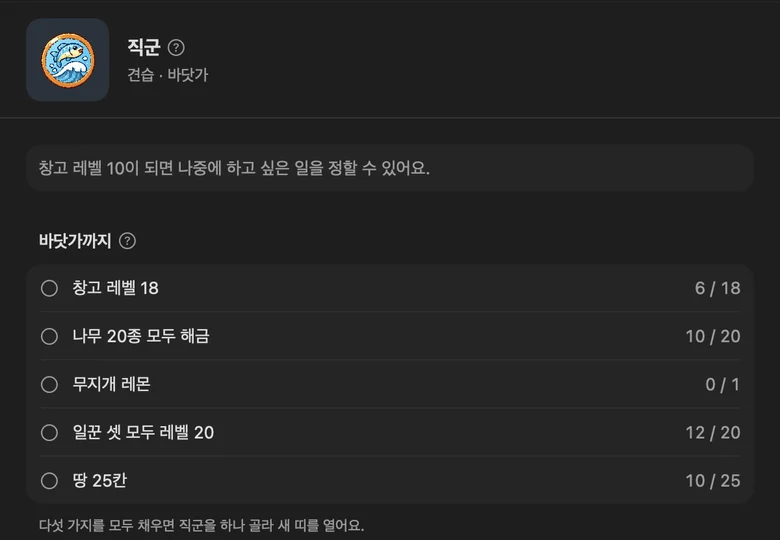 직군 ?
견습 · 바닷가
창고 레벨 10이 되면 나중에 하고 싶은 일을 정할 수 있어요.
바닷가까지 ?
창고 레벨 18 6 / 18
나무 20종 모두 해금 10 / 20
무지개 레몬 0 / 1
일꾼 셋 모두 레벨 20 12 / 20
땅 25칸 10 / 25
다섯 가지를 모두 채우면 직군을 하나 골라 새 띠를 열어요.